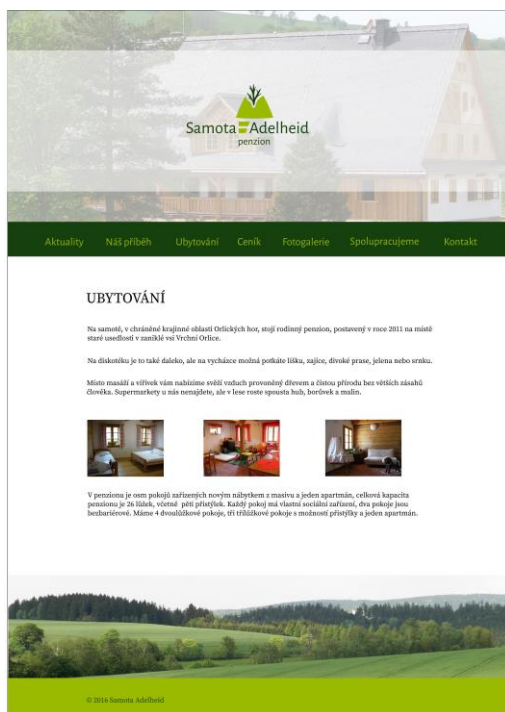 Samota Adelheid
penzion
Aktuality Náš příběh Ubytování Ceník Fotogalerie Spolupracujeme Kontakt
UBYTOVÁNÍ
Na samotě, v chráněné krajinné oblasti Orlických hor, stojí rodinný penzion, postavený v roce 2011 na místě
staré usedlosti v zaniklé vsi Vrchní Orlice.
Na diskotéku je to také daleko, ale na vycházce možná potkáte lišku, zajíce, divoké prase, jelena nebo srnku.
Místo masáží a vířivek vám nabízíme svěží vzduch provoněný dřevem a čistou přírodu bez větších zásahů
člověka. Supermarkety u nás nenajdete, ale v lese roste spousta hub, borůvek a malin.
V penzionu je osm pokojů zařízených novým nábytkem z masivu a jeden apartmán, celková kapacita
penzionu je 26 lůžek, včetně pěti přistýlek. Každý pokoj má vlastní sociální zařízení, dva pokoje jsou
bezbariérové. Máme 4 dvoulůžkové pokoje, tři třílůžkové pokoje s možností přistýlky a jeden apartmán.
© 2016 Samota Adelheid